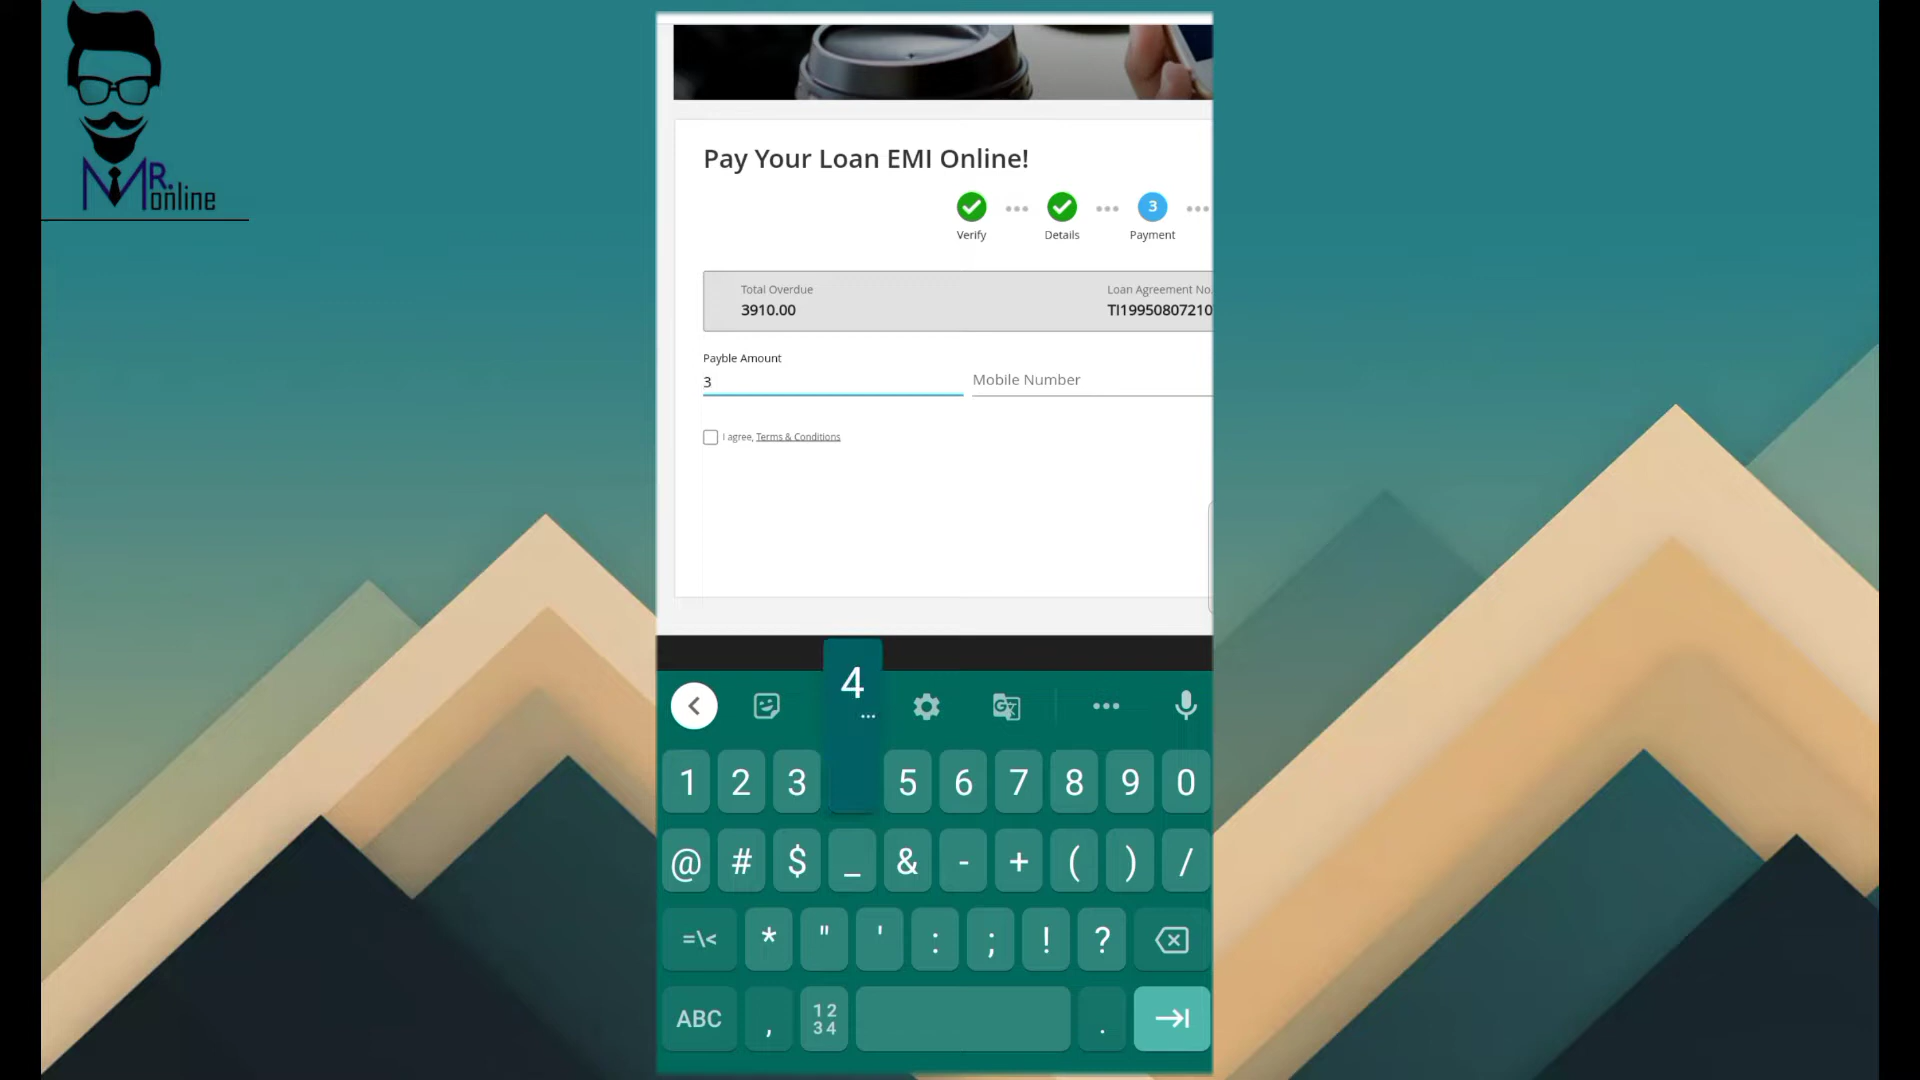 MR.
online
Pay Your Loan EMI Online!
3
Verify
Details
Payment
Total Overdue
Loan Agreement No.
3910.00
TI19950807210
Payble Amount
3
Mobile Number
I agree, Terms & Conditions
4
...
1 2 3 5 6 7 8 9 0
@ # $ _ & - + ( ) /
=\< * " ' : ; ! ?
ABC , 12 34 .